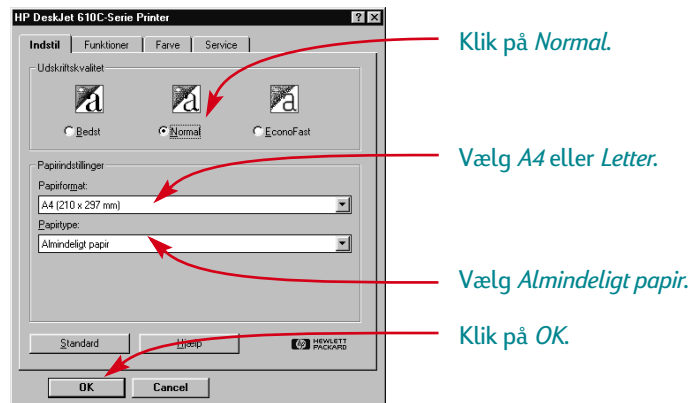 HP DeskJet 610C-Serie Printer
Indstil Funktioner Farve Service
Udskriftskvalitet
Bedst Normal EconoFast
Papirindstillinger
Papirformat:
A4 (210 x 297 mm)
Papirtype:
Almindeligt papir
Standard Hjælp hp HEWLETT
PACKARD
OK Cancel
Klik på Normal.
Vælg A4 eller Letter.
Vælg Almindeligt papir.
Klik på OK.